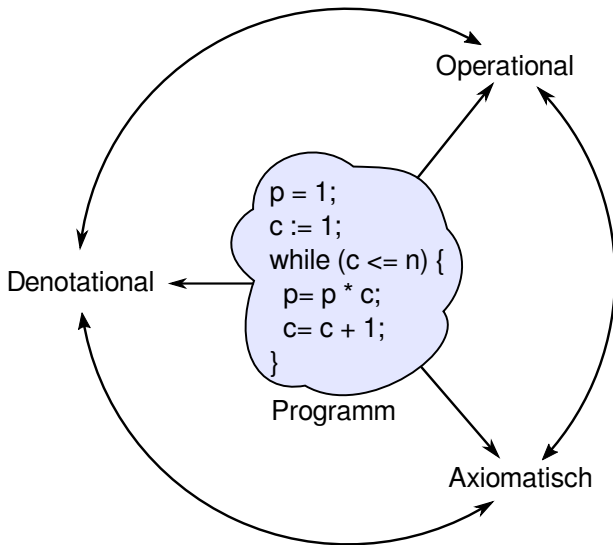 Operational
p = 1;
c := 1;
while (c <= n) {
p= p * c;
c= c + 1;
}
Denotational
Programm
Axiomatisch